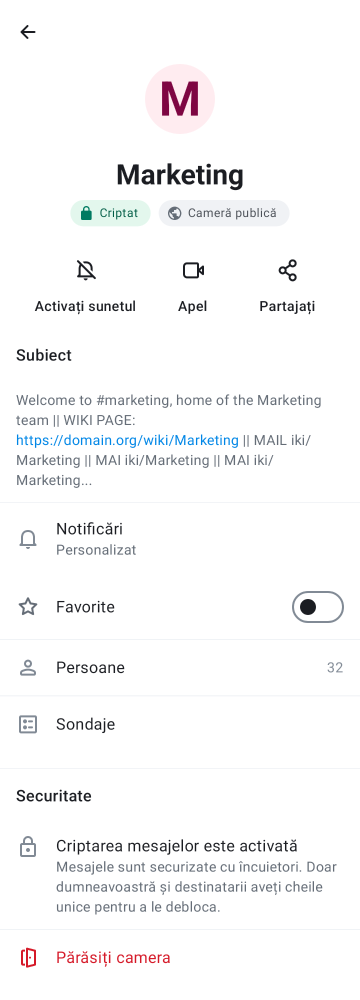 M
Marketing
Criptat
Cameră publică
Activați sunetul
Apel
Partajați
Subiect
Welcome to #marketing, home of the Marketing
team || WIKI PAGE:
https://domain.org/wiki/Marketing || MAIL iki/
Marketing || MAI iki/Marketing || MAI iki/
Marketing...
Notificări
Personalizat
Favorite
Persoane 32
Sondaje
Securitate
Criptarea mesajelor este activată
Mesajele sunt securizate cu încuietori. Doar
dumneavoastră și destinatarii aveți cheile
unice pentru a le debloca.
Părăsiți camera